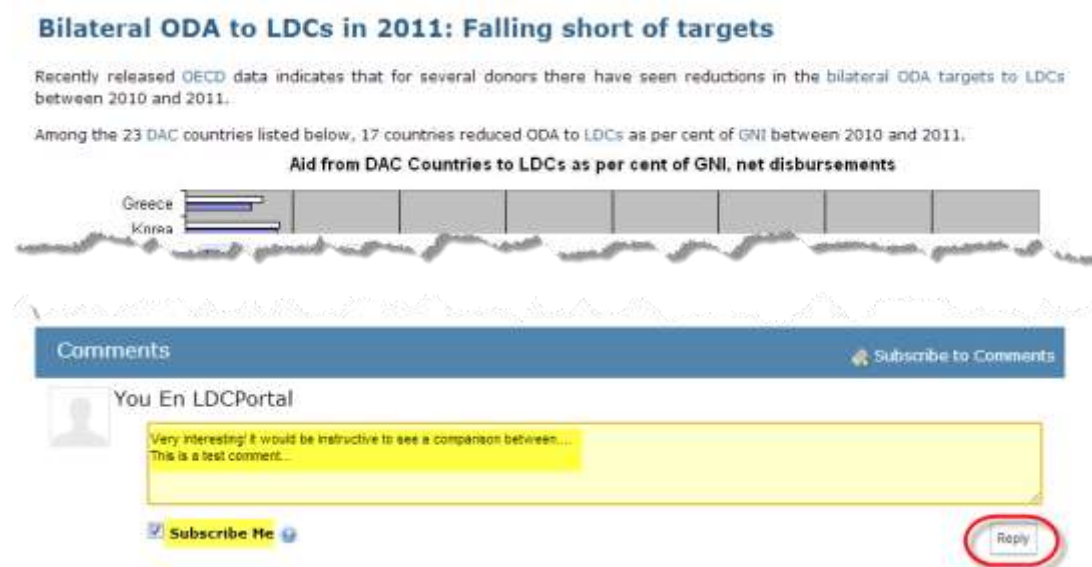 Bilateral ODA to LDCs in 2011: Falling short of targets
Recently released OECD data indicates that for several donors there have seen reductions in the bilateral ODA targets to LDCs
between 2010 and 2011.
Among the 23 DAC countries listed below, 17 countries reduced ODA to LDCs as per cent of GNI between 2010 and 2011.
Aid from DAC Countries to LDCs as per cent of GNI, net disbursements
Greece
Korea
Comments
Subscribe to Comments
You En LDCPortal
Very interesting! it would be instructive to see a comparison between....
This is a test comment...
Subscribe Me
Reply